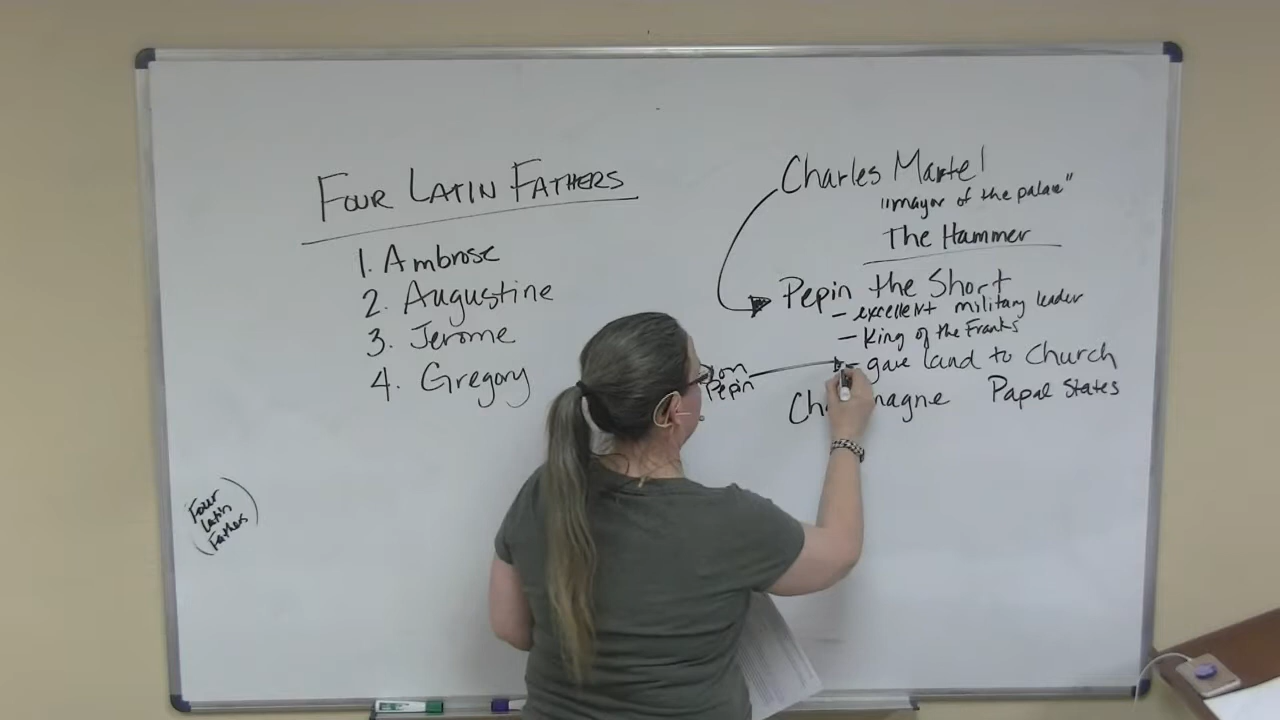 FOUR LATIN FATHERS
1. Ambrose
2. Augustine
3. Jerome
4. Gregory
Four
Latin
Fathers
Charles Martel
"mayor of the palace"
The Hammer
Pepin the Short
- excellent military leader
- King of the Franks
- gave land to Church
Papal States
Pepin